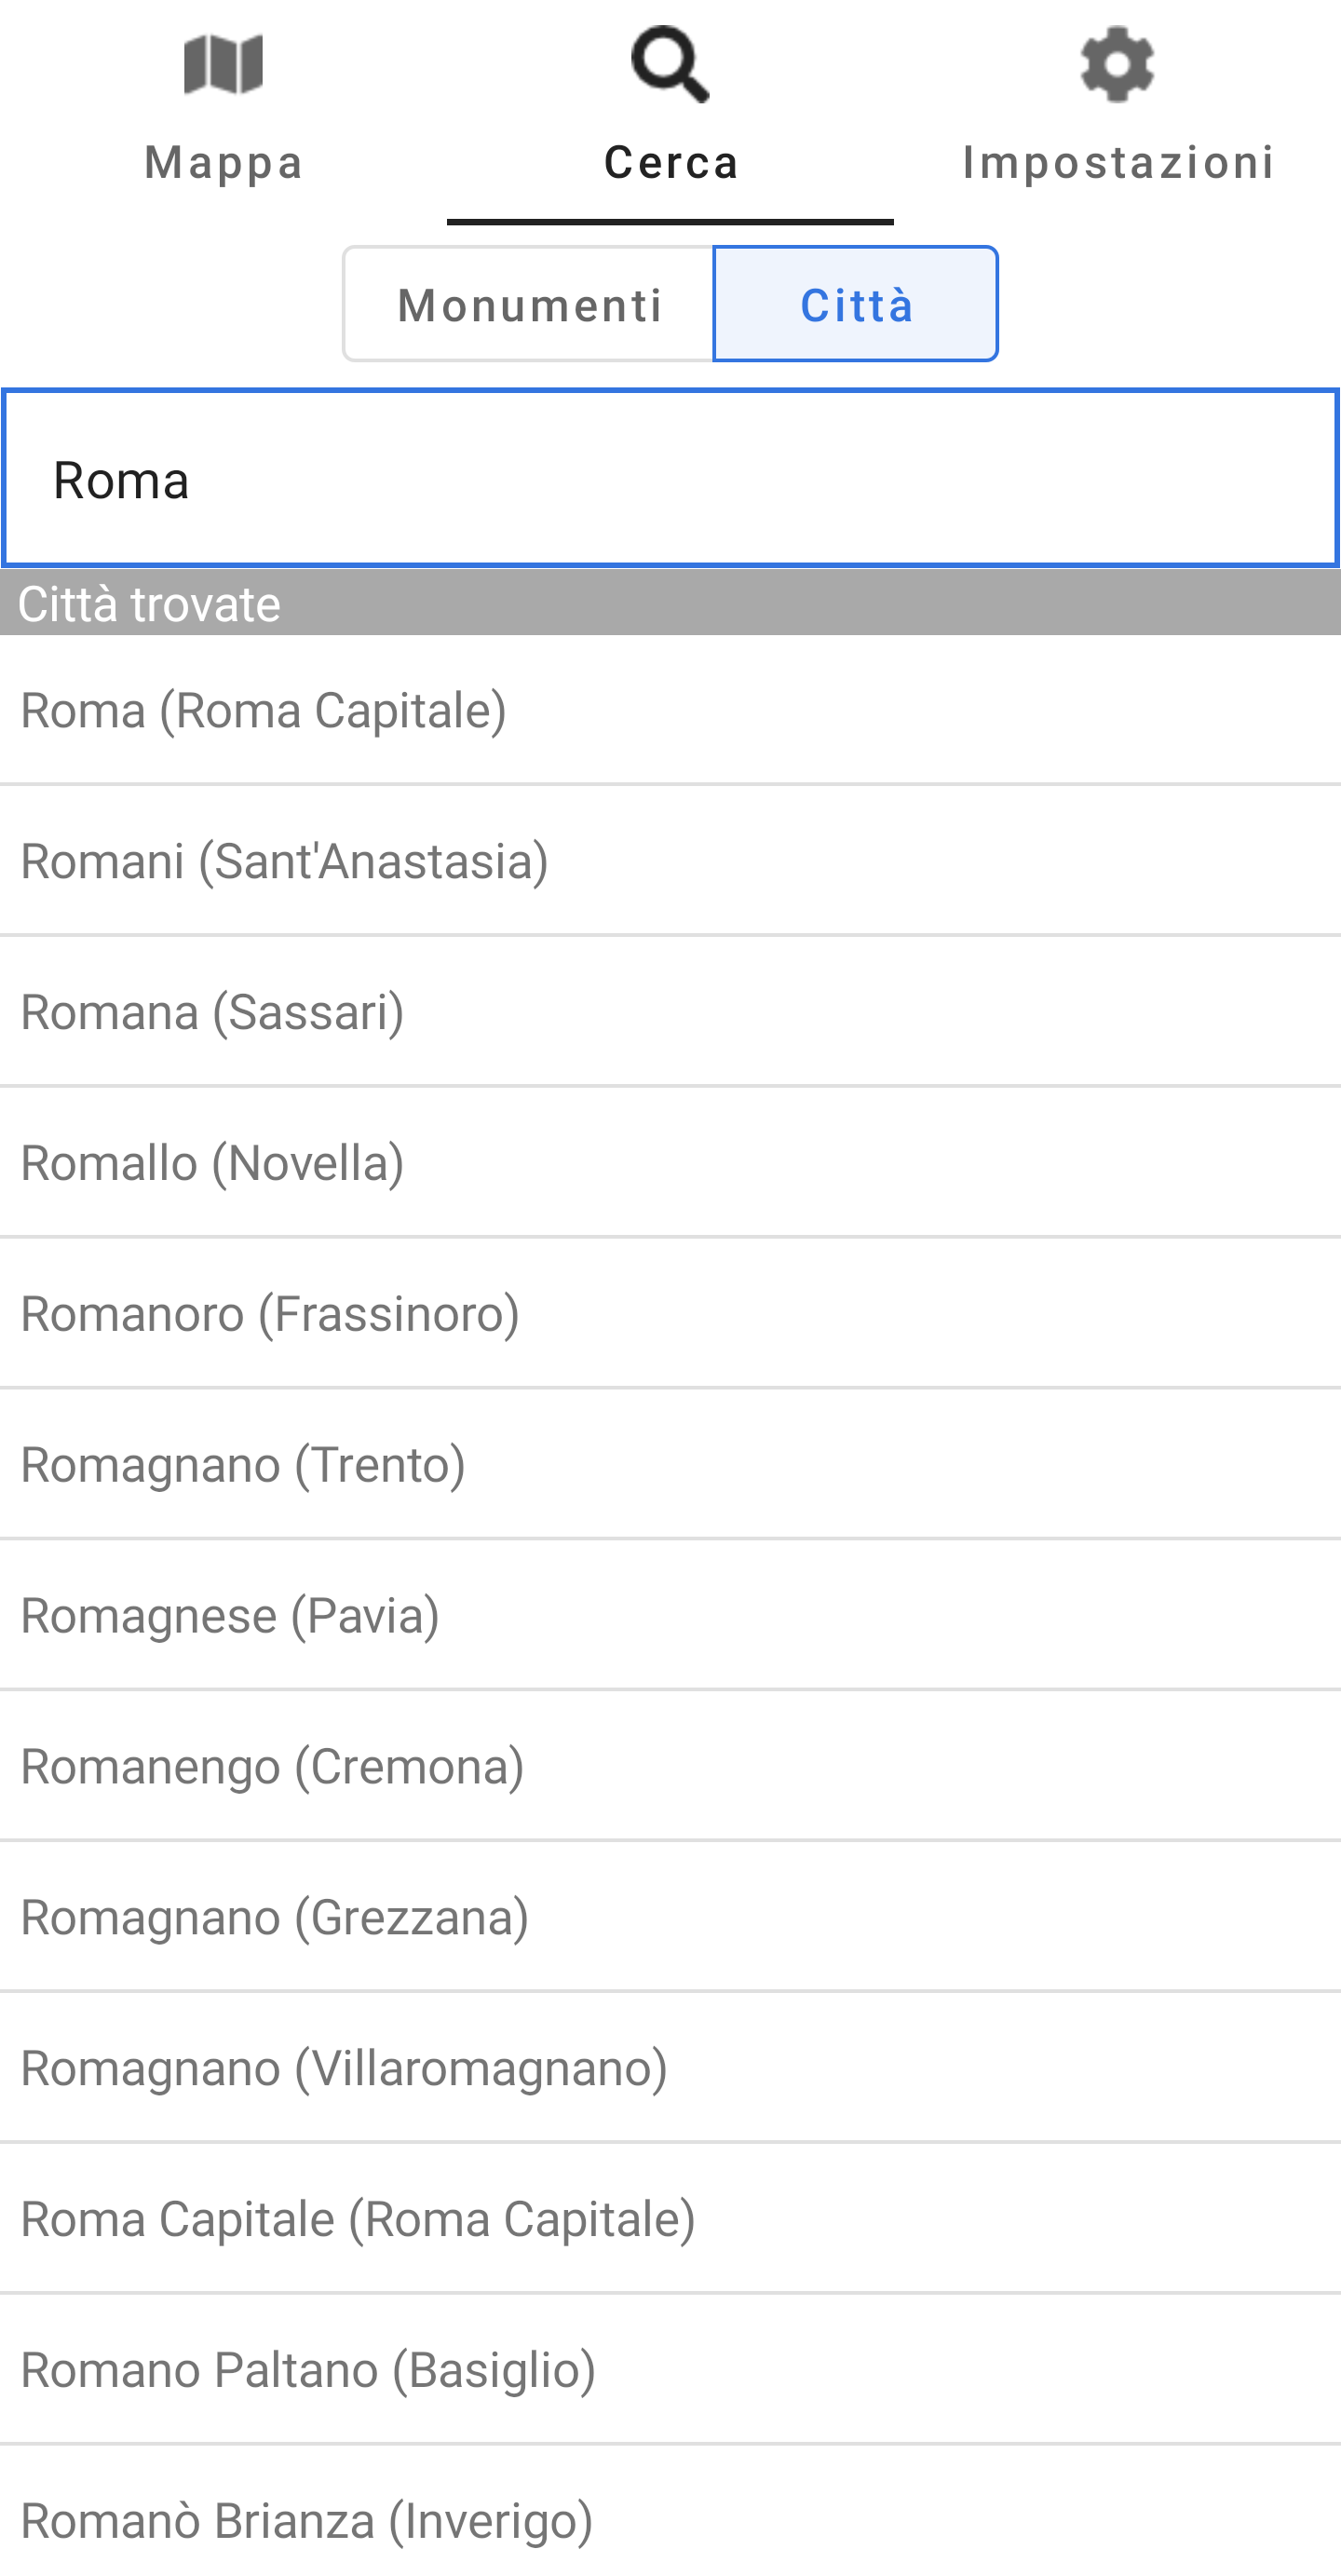 Mappa
Cerca
Impostazioni
Monumenti
Città
Roma
Città trovate
Roma (Roma Capitale)
Romani (Sant'Anastasia)
Romana (Sassari)
Romallo (Novella)
Romanoro (Frassinoro)
Romagnano (Trento)
Romagnese (Pavia)
Romanengo (Cremona)
Romagnano (Grezzana)
Romagnano (Villaromagnano)
Roma Capitale (Roma Capitale)
Romano Paltano (Basiglio)
Romanò Brianza (Inverigo)